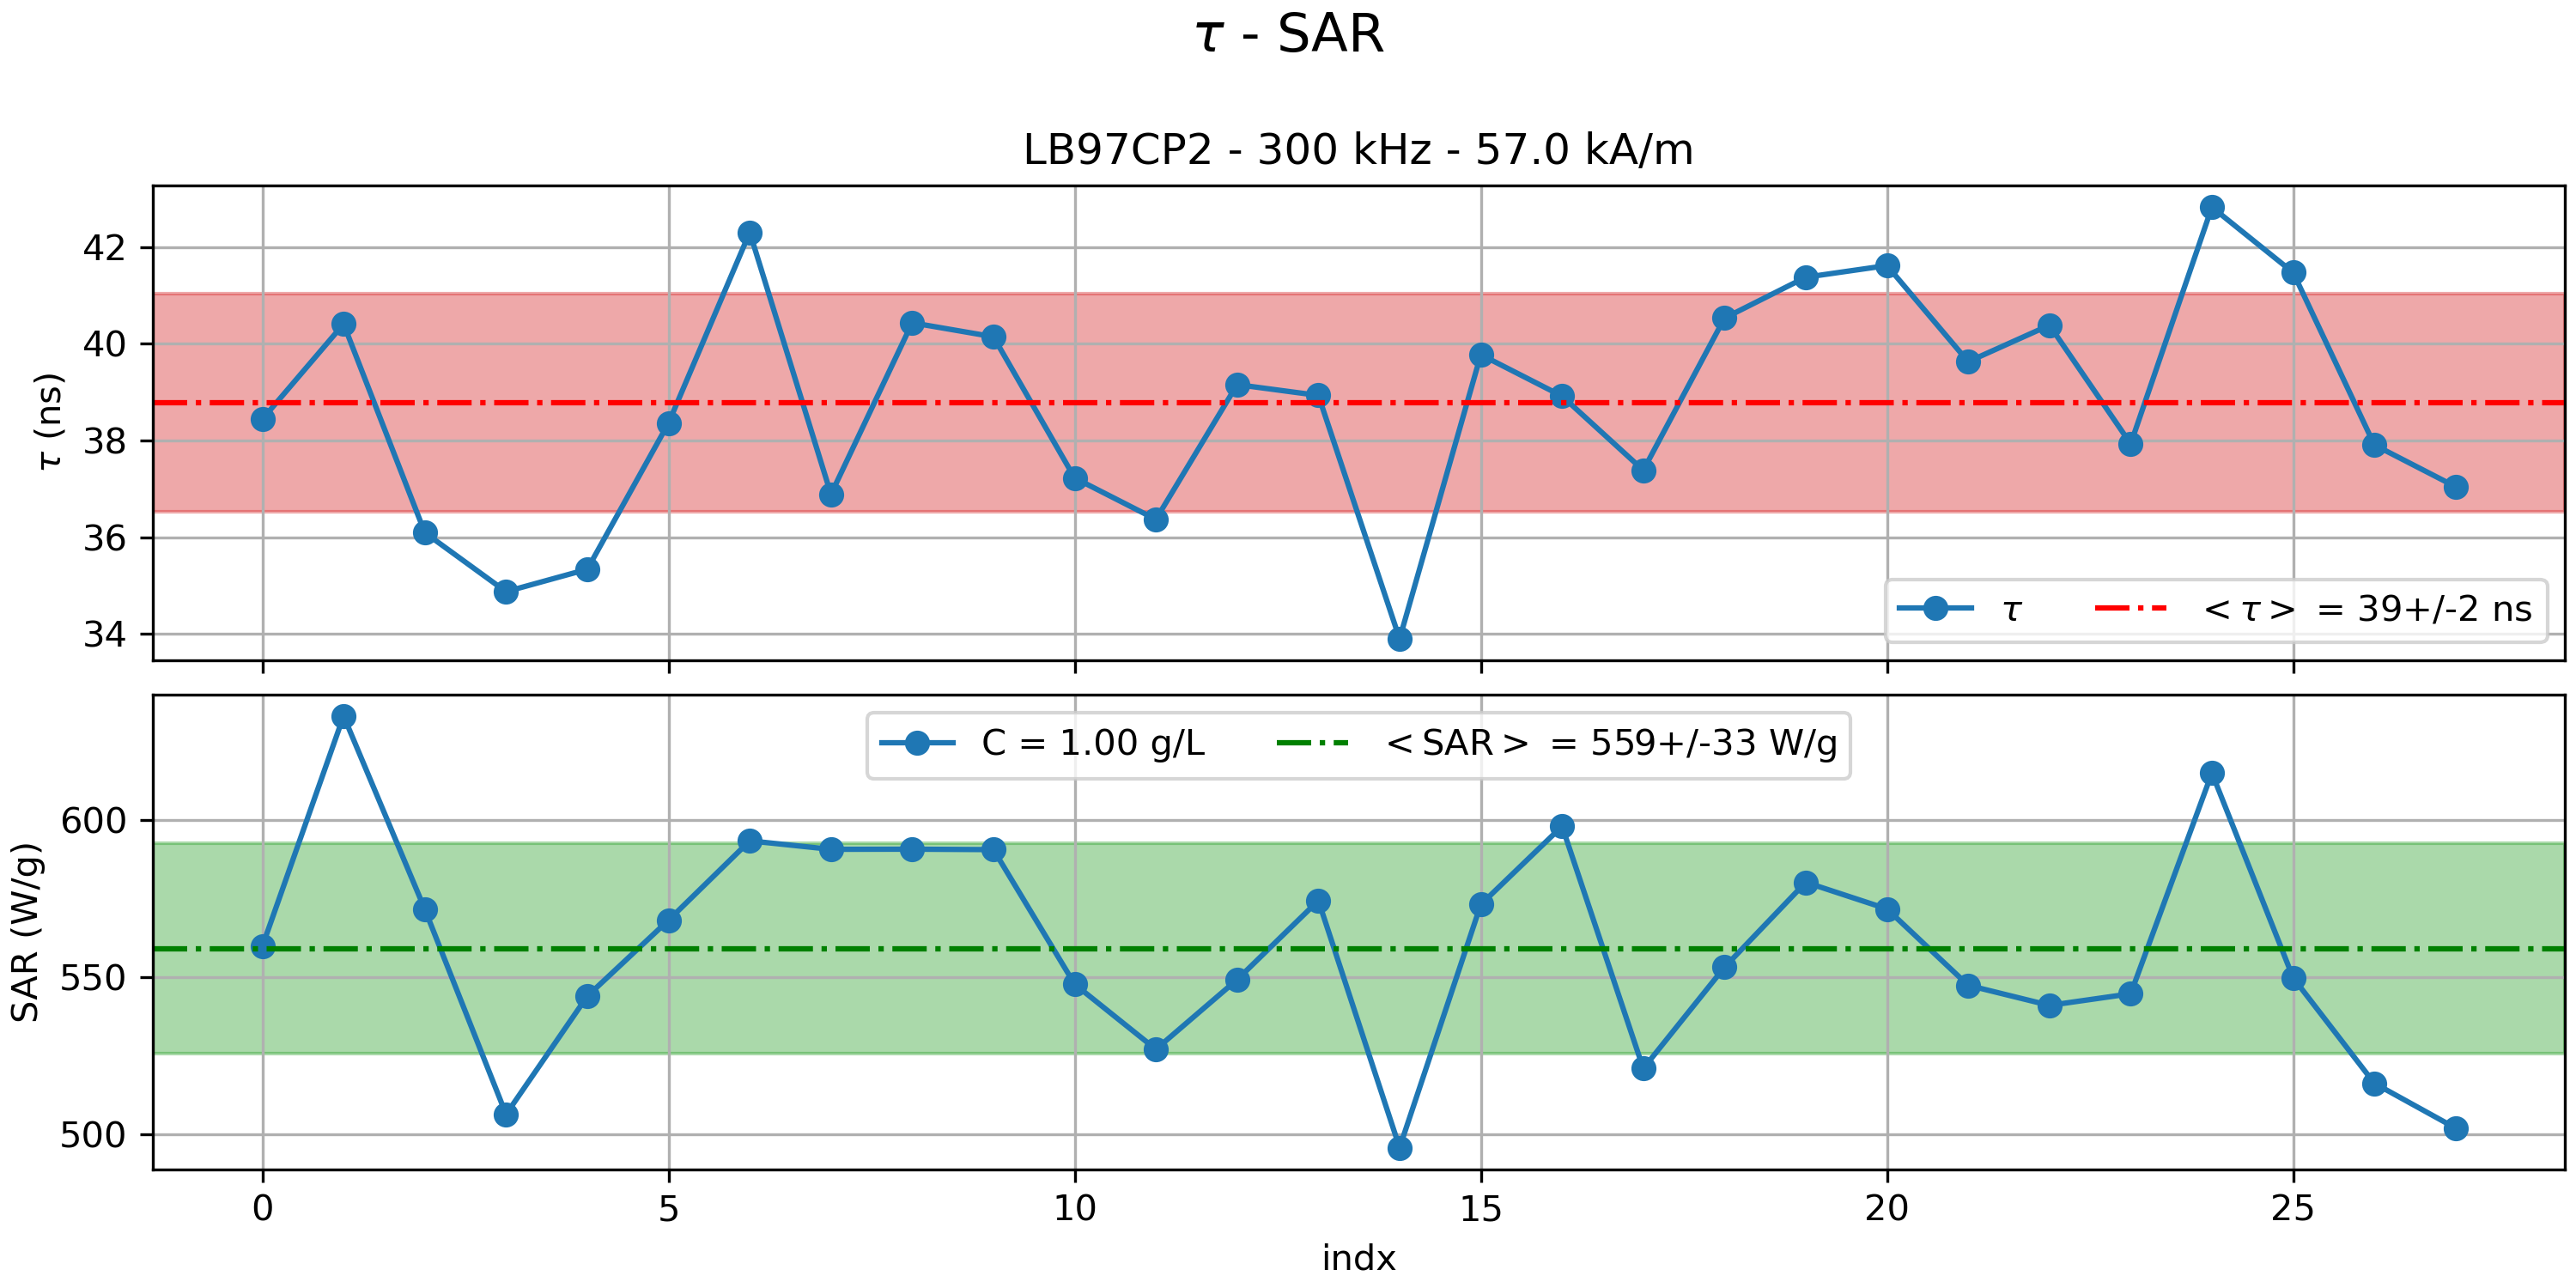 τ - SAR
LB97CP2 - 300 kHz - 57.0 kA/m
42
40
38
36
34
τ (ns)
τ
<τ> = 39+/-2 ns
C = 1.00 g/L
<SAR> = 559+/-33 W/g
600
550
500
SAR (W/g)
0 5 10 15 20 25
indx